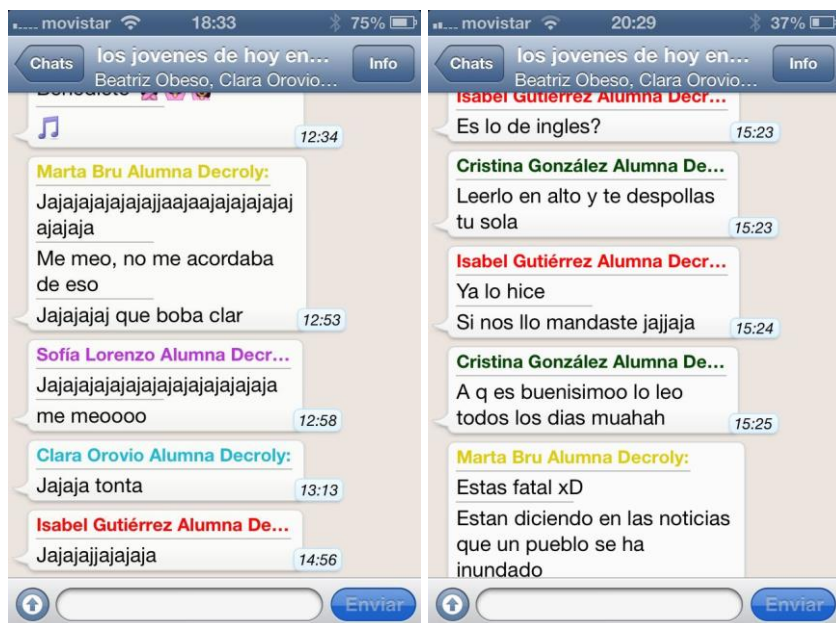 movistar 18:33 75%
Chats los jovenes de hoy en... Info
Beatriz Obeso, Clara Orovio...
12:34
Marta Bru Alumna Decroly:
Jajajajajajajajjaajaajajajajajaj
ajajaja
Me meo, no me acordaba
de eso
Jajajajaj que boba clar 12:53
Sofía Lorenzo Alumna Decr...
Jajajajajajajajajajajajajajaja
me meoooo 12:58
Clara Orovio Alumna Decroly:
Jajaja tonta 13:13
Isabel Gutiérrez Alumna De...
Jajajajjajajaja 14:56
Enviar
movistar 20:29 37%
Chats los jovenes de hoy en... Info
Beatriz Obeso, Clara Orovio...
Isabel Gutiérrez Alumna Decr...
Es lo de ingles? 15:23
Cristina González Alumna De...
Leerlo en alto y te despollas
tu sola 15:23
Isabel Gutiérrez Alumna Decr...
Ya lo hice
Si nos llo mandaste jajjaja 15:24
Cristina González Alumna De...
A q es buenisimoo lo leo
todos los dias muahah 15:25
Marta Bru Alumna Decroly:
Estas fatal xD
Estan diciendo en las noticias
que un pueblo se ha
inundado
Enviar